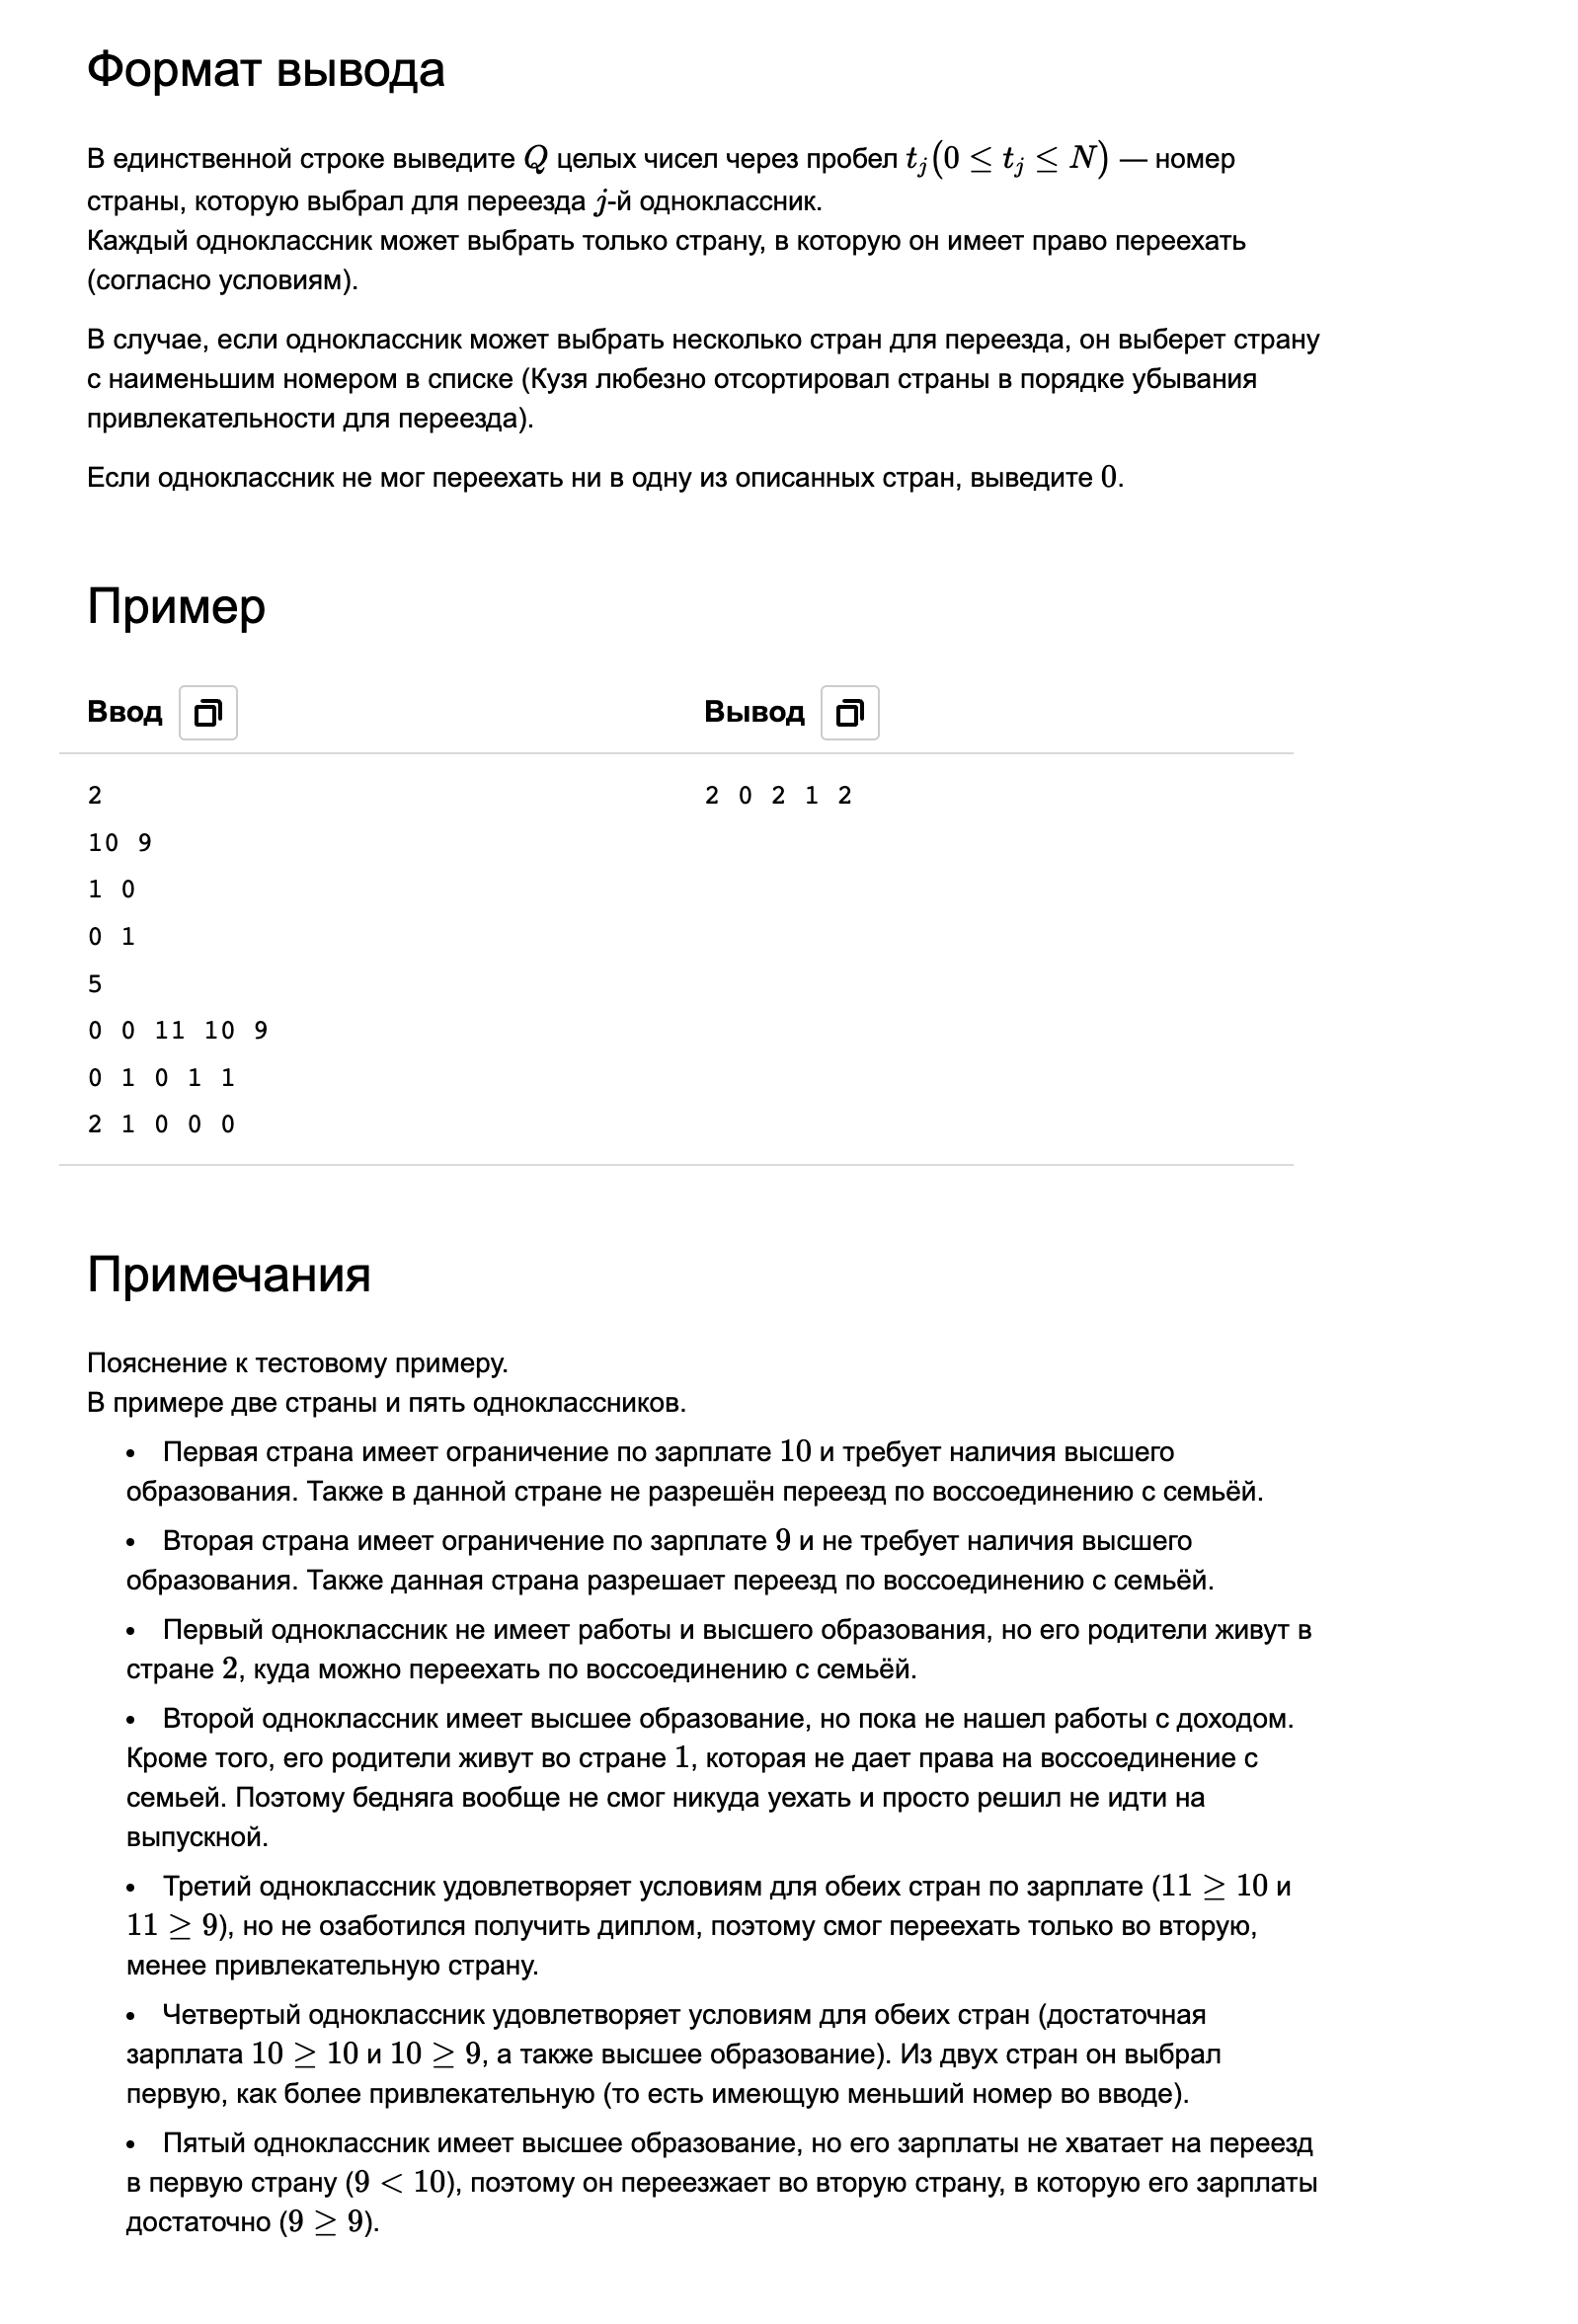 Формат вывода
В единственной строке выведите Q целых чисел через пробел t_j(0 ≤ t_j ≤ N) — номер
страны, которую выбрал для переезда j-й одноклассник.
Каждый одноклассник может выбрать только страну, в которую он имеет право переехать
(согласно условиям).
В случае, если одноклассник может выбрать несколько стран для переезда, он выберет страну
с наименьшим номером в списке (Кузя любезно отсортировал страны в порядке убывания
привлекательности для переезда).
Если одноклассник не мог переехать ни в одну из описанных стран, выведите 0.
Пример
Ввод Вывод
2 2 0 2 1 2
10 9
1 0
0 1
5
0 0 11 10 9
0 1 0 1 1
2 1 0 0 0
Примечания
Пояснение к тестовому примеру.
В примере две страны и пять одноклассников.
• Первая страна имеет ограничение по зарплате 10 и требует наличия высшего
образования. Также в данной стране не разрешён переезд по воссоединению с семьёй.
• Вторая страна имеет ограничение по зарплате 9 и не требует наличия высшего
образования. Также данная страна разрешает переезд по воссоединению с семьёй.
• Первый одноклассник не имеет работы и высшего образования, но его родители живут в
стране 2, куда можно переехать по воссоединению с семьёй.
• Второй одноклассник имеет высшее образование, но пока не нашел работы с доходом.
Кроме того, его родители живут во стране 1, которая не дает права на воссоединение с
семьей. Поэтому бедняга вообще не смог никуда уехать и просто решил не идти на
выпускной.
• Третий одноклассник удовлетворяет условиям для обеих стран по зарплате (11 ≥ 10 и
11 ≥ 9), но не озаботился получить диплом, поэтому смог переехать только во вторую,
менее привлекательную страну.
• Четвертый одноклассник удовлетворяет условиям для обеих стран (достаточная
зарплата 10 ≥ 10 и 10 ≥ 9, а также высшее образование). Из двух стран он выбрал
первую, как более привлекательную (то есть имеющую меньший номер во вводе).
• Пятый одноклассник имеет высшее образование, но его зарплаты не хватает на переезд
в первую страну (9 < 10), поэтому он переезжает во вторую страну, в которую его зарплаты
достаточно (9 ≥ 9).